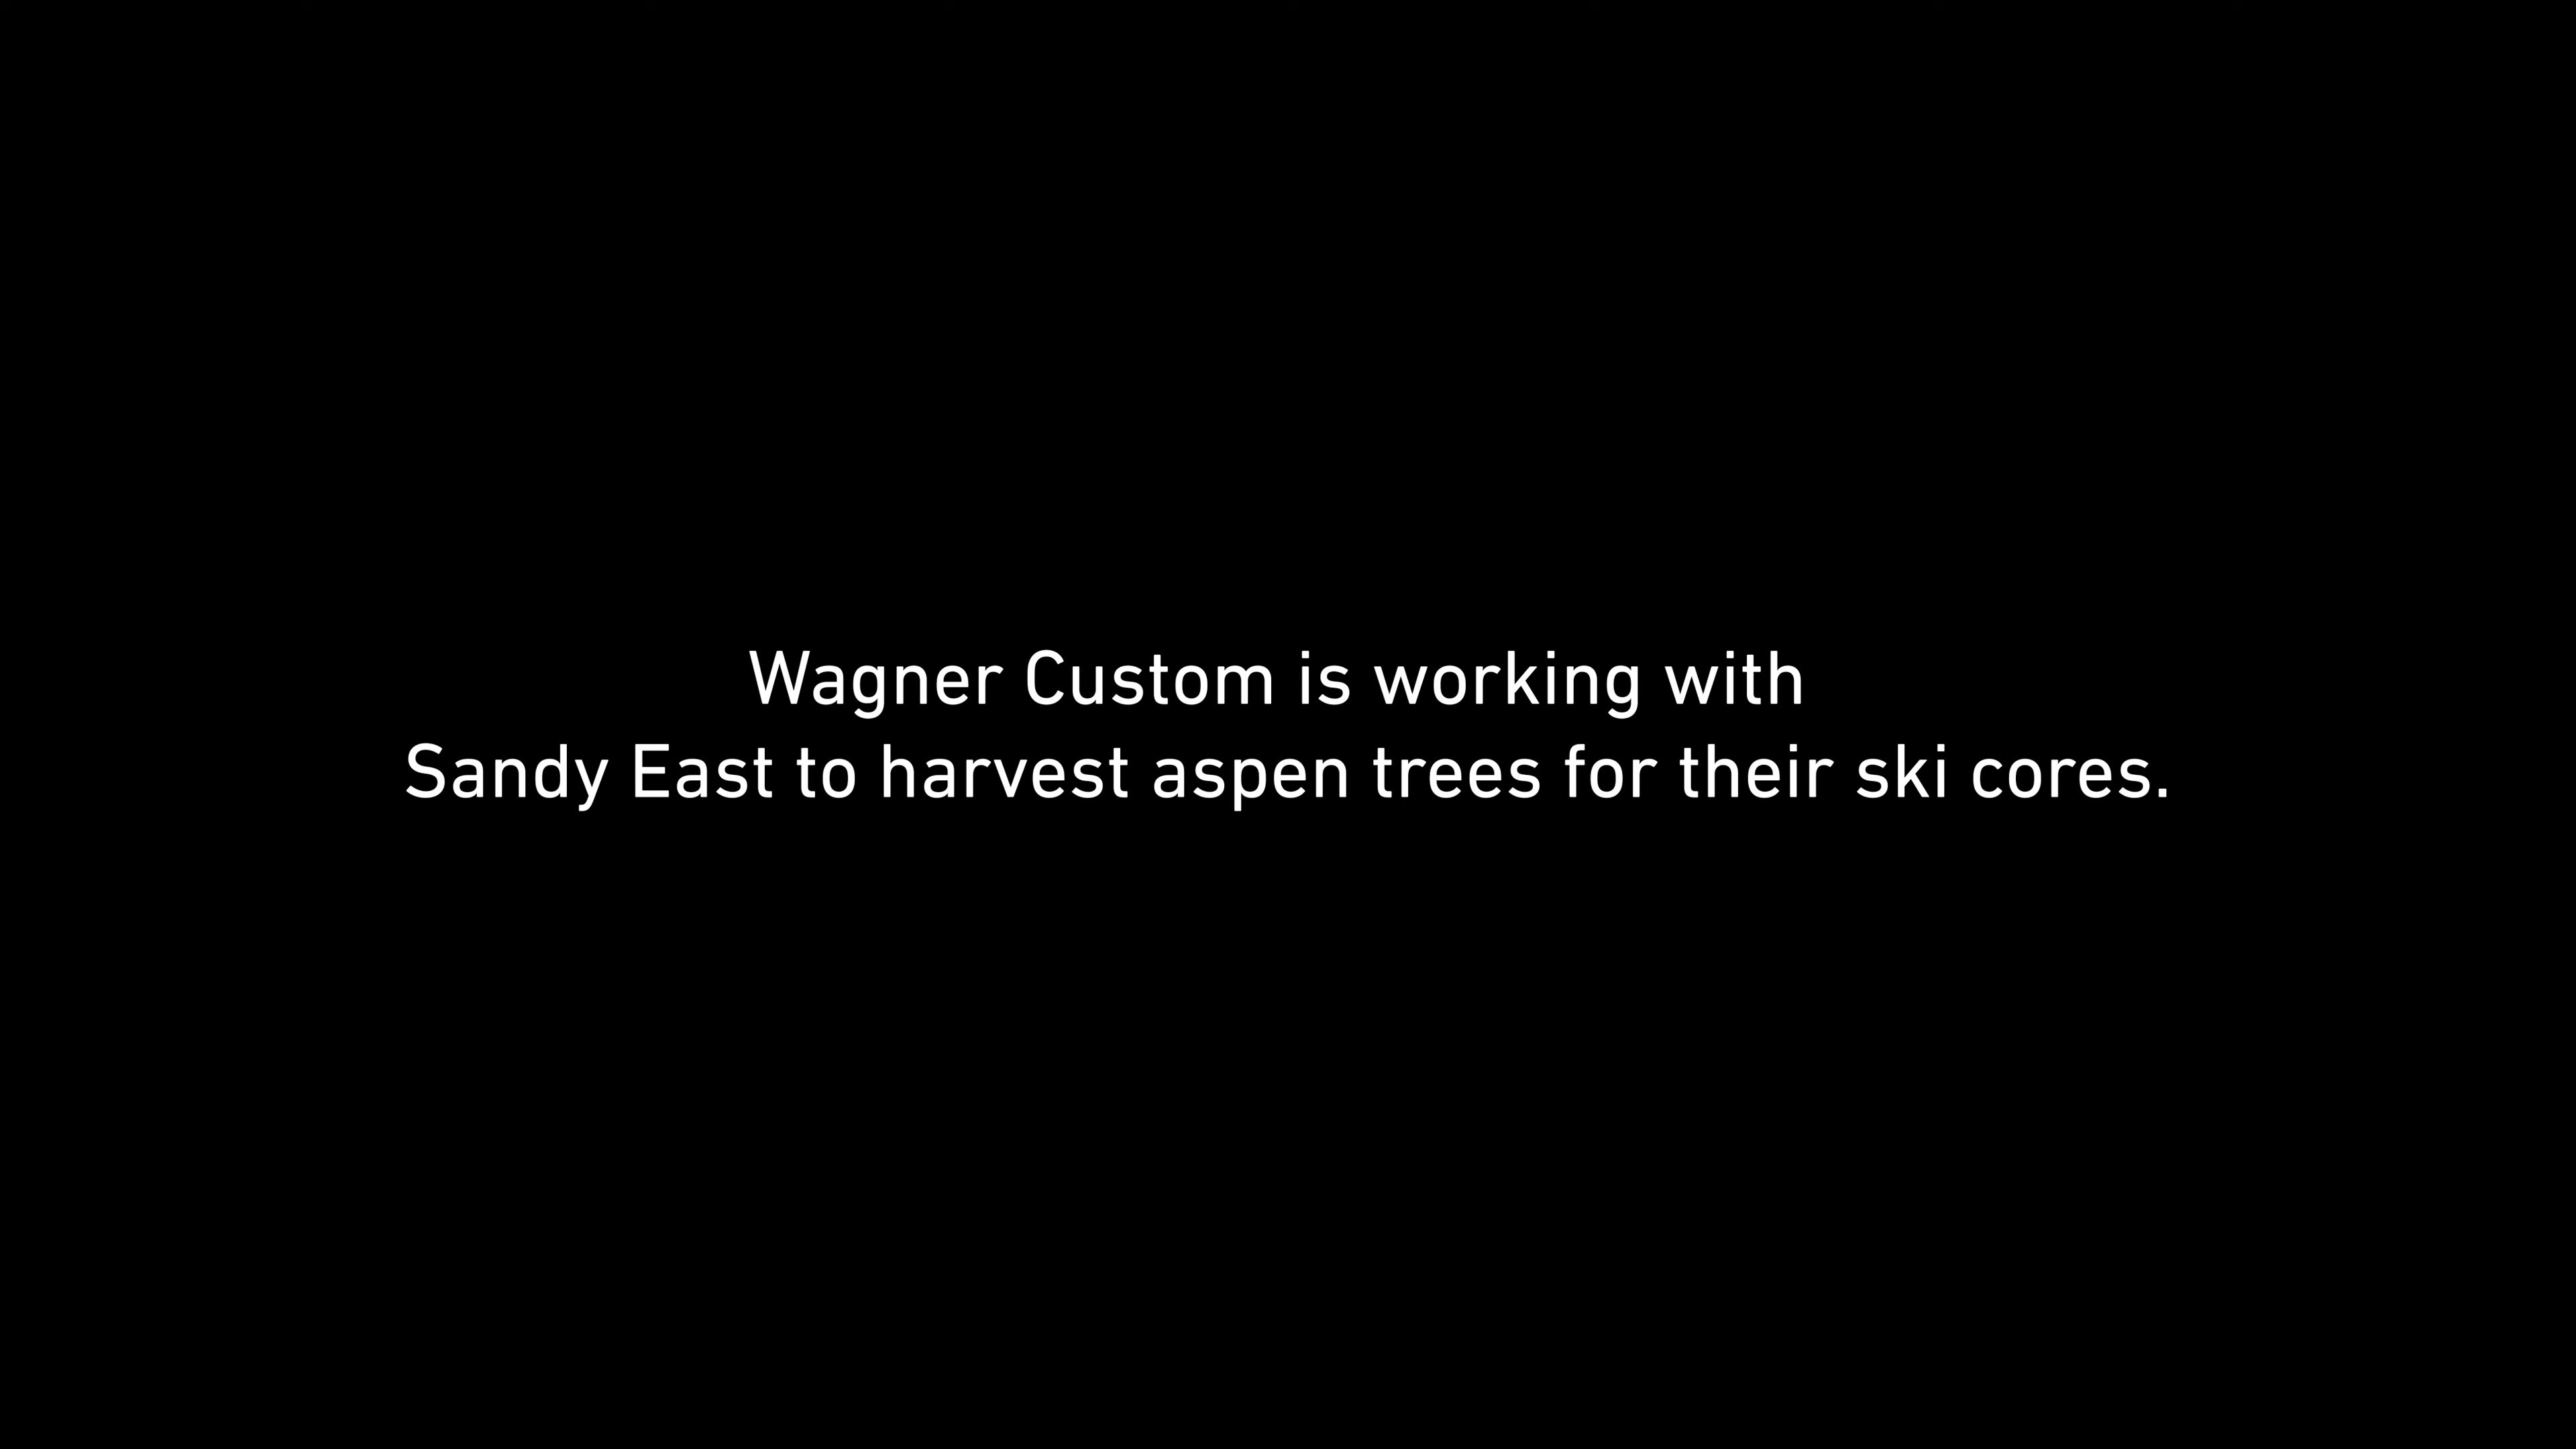 Wagner Custom is working with
Sandy East to harvest aspen trees for their ski cores.